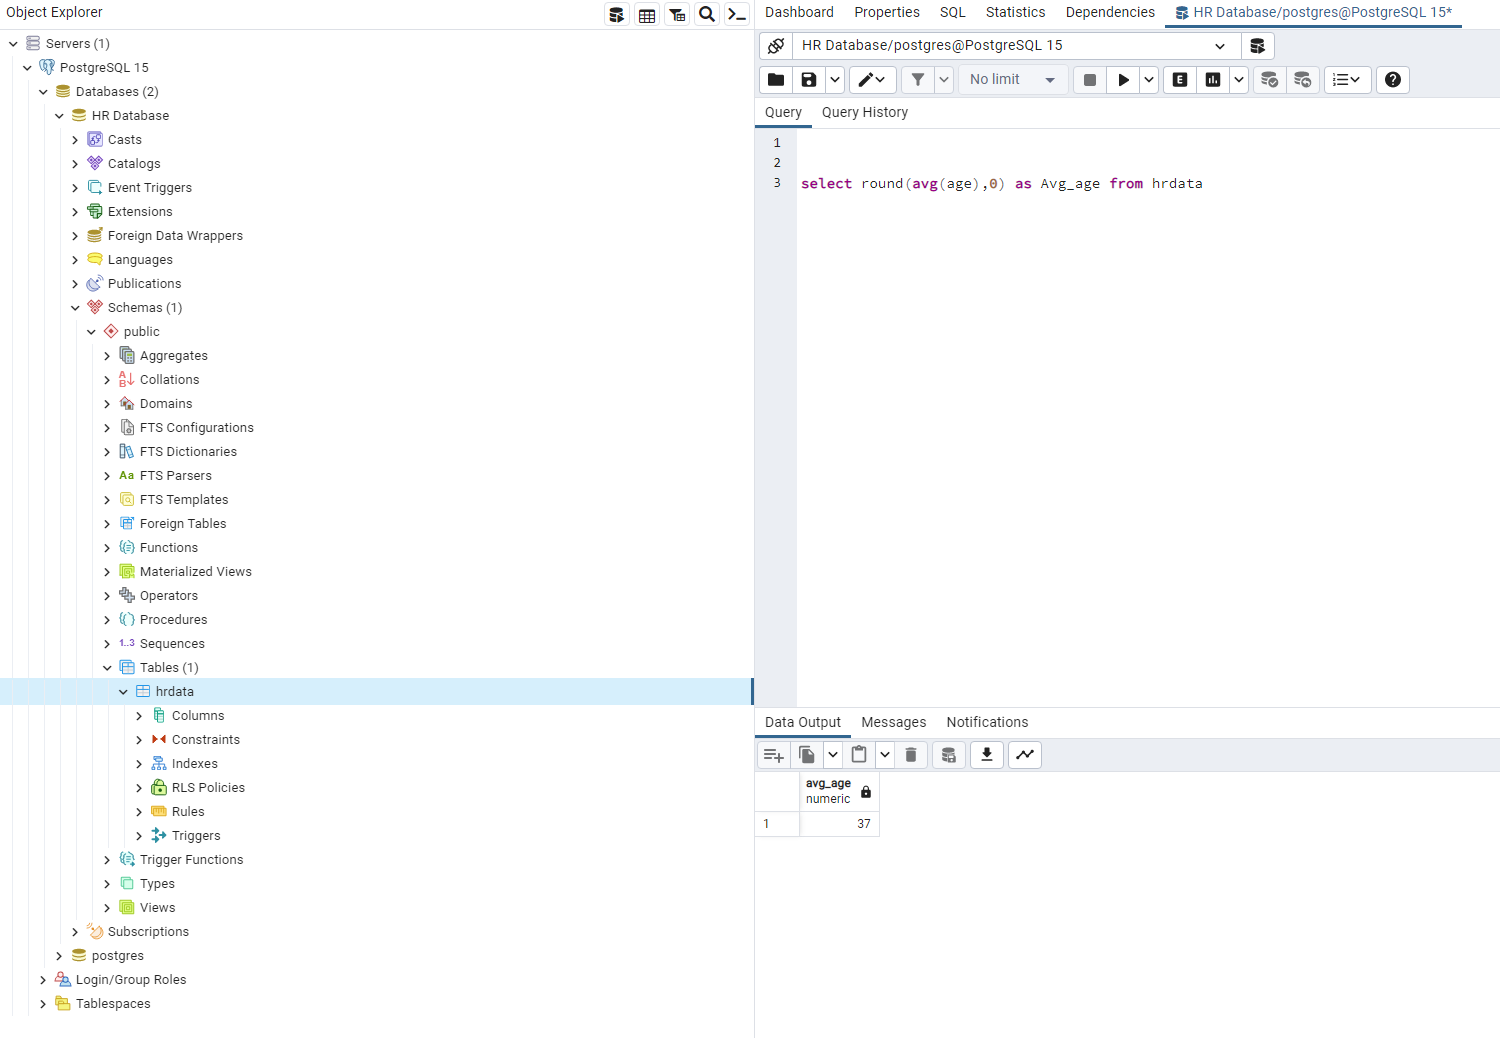 Object Explorer
Servers (1)
PostgreSQL 15
Databases (2)
HR Database
Casts
Catalogs
Event Triggers
Extensions
Foreign Data Wrappers
Languages
Publications
Schemas (1)
public
Aggregates
Collations
Domains
FTS Configurations
FTS Dictionaries
Aa FTS Parsers
FTS Templates
Foreign Tables
Functions
Materialized Views
Operators
Procedures
1..3 Sequences
Tables (1)
hrdata
Columns
Constraints
Indexes
RLS Policies
Rules
Triggers
Trigger Functions
Types
Views
Subscriptions
postgres
Login/Group Roles
Tablespaces
Dashboard Properties SQL Statistics Dependencies HR Database/postgres@PostgreSQL 15*
HR Database/postgres@PostgreSQL 15
No limit E
Query Query History
1
2
3 select round(avg(age),0) as Avg_age from hrdata
Data Output Messages Notifications
avg_age
numeric
1 37